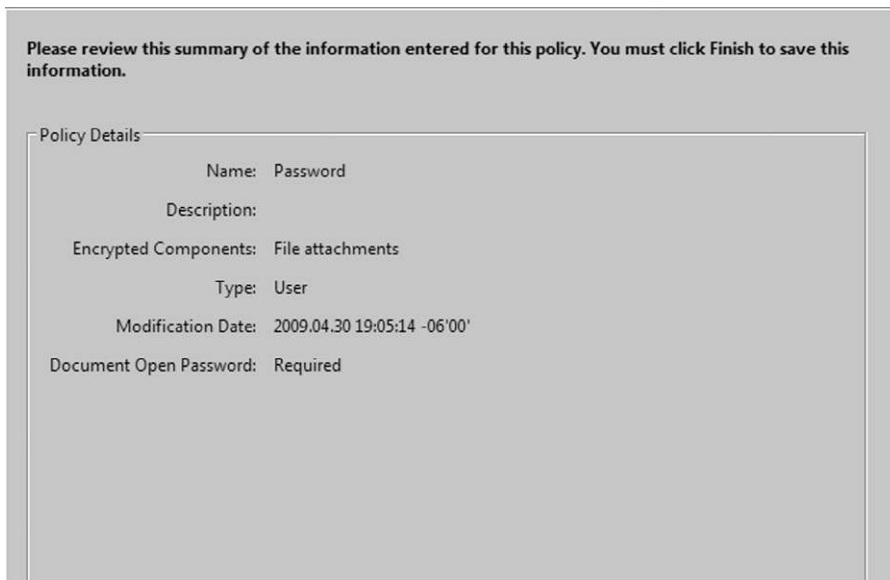 Please review this summary of the information entered for this policy. You must click Finish to save this
information.
Policy Details
Name: Password
Description:
Encrypted Components: File attachments
Type: User
Modification Date: 2009.04.30 19:05:14 -06'00'
Document Open Password: Required